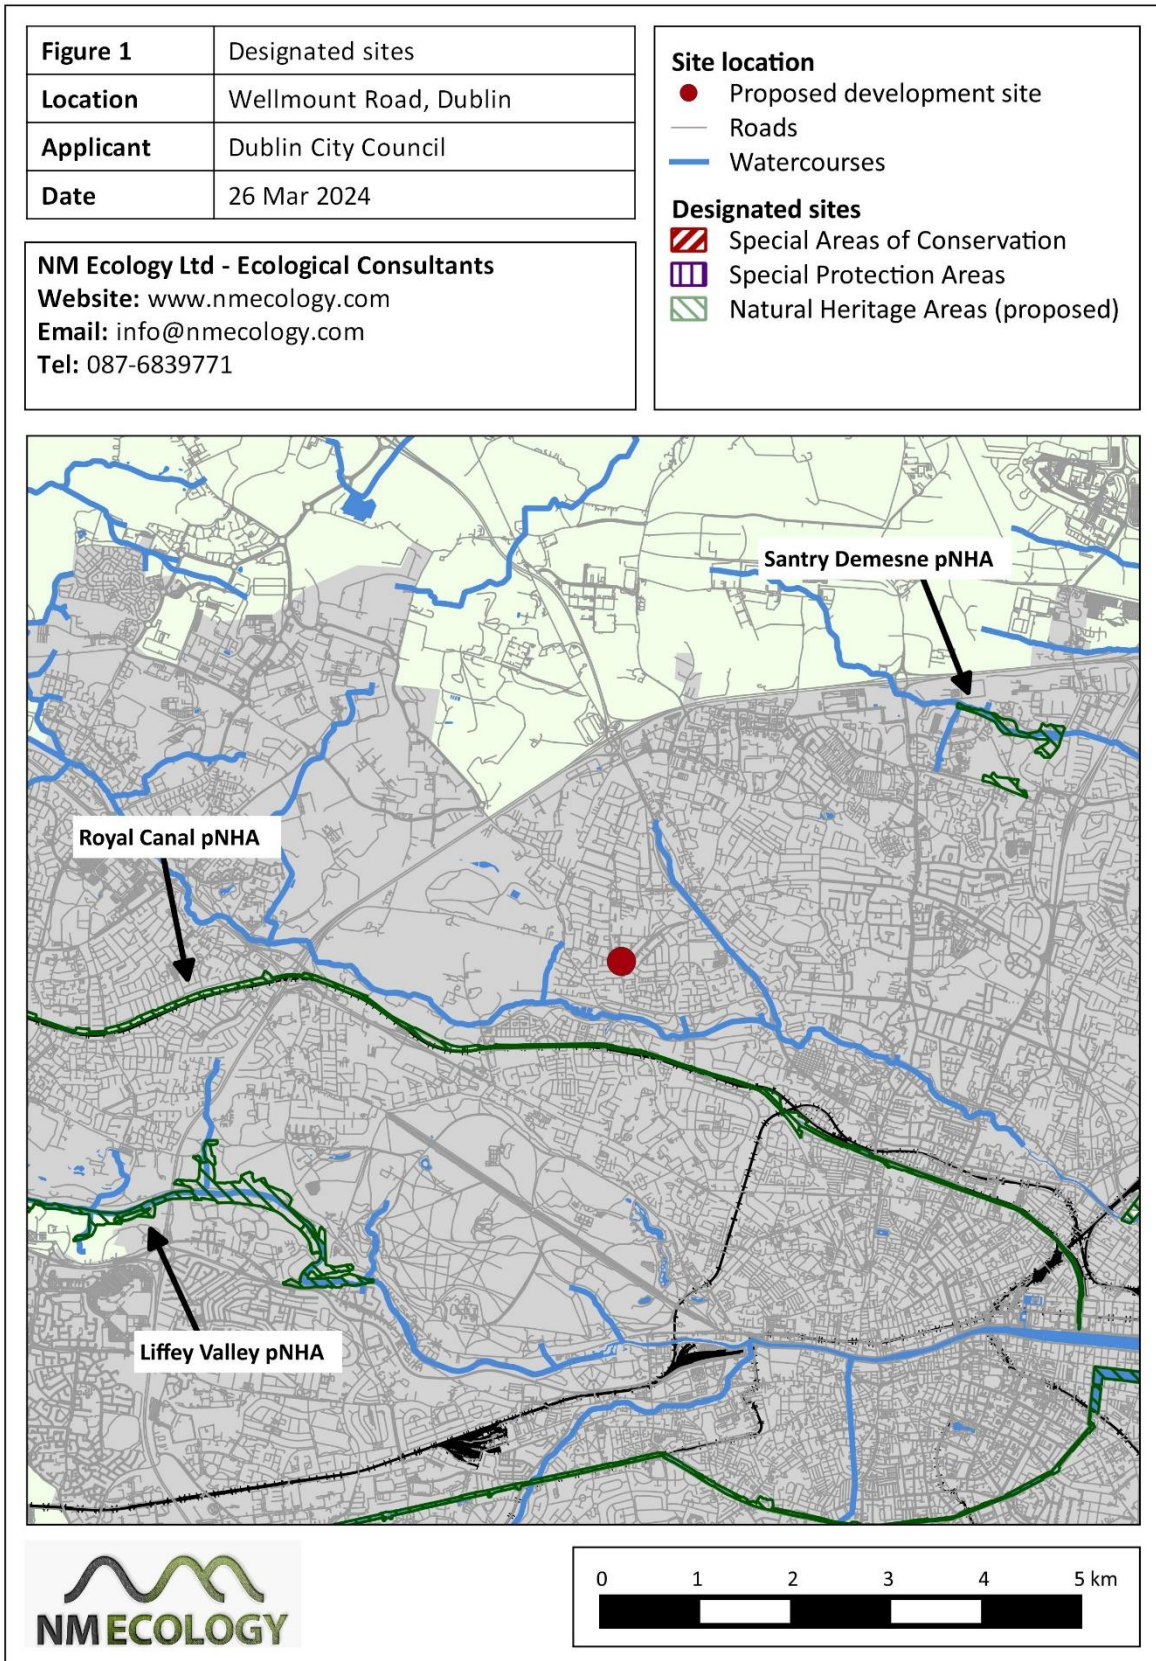 Figure 1 Designated sites
Location Wellmount Road, Dublin
Applicant Dublin City Council
Date 26 Mar 2024
NM Ecology Ltd - Ecological Consultants
Website: www.nmecology.com
Email: info@nmecology.com
Tel: 087-6839771
Site location
Proposed development site
Roads
Watercourses
Designated sites
Special Areas of Conservation
Special Protection Areas
Natural Heritage Areas (proposed)
Santry Demesne pNHA
Royal Canal pNHA
Liffey Valley pNHA
NM ECOLOGY
0 1 2 3 4 5 km